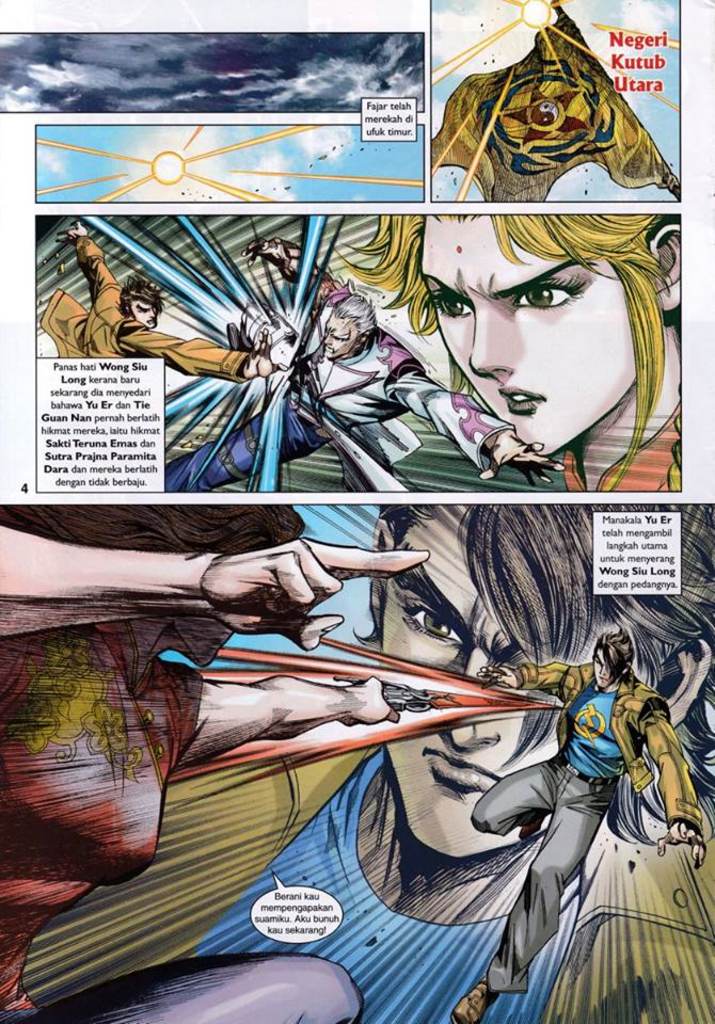 Negeri
Kutub
Utara
Fajar telah
merekah di
ufuk timur.
Panas hati Wong Siu
Long kerana baru
sekarang dia menyedari
bahawa Yu Er dan Tie
Guan Nan pernah berlatih
hikmat mereka, iaitu hikmat
Sakti Teruna Emas dan
Sutra Prajna Paramita
Dara dan mereka berlatih
dengan tidak berbaju.
4
Manakala Yu Er
telah mengambil
langkah utama
untuk menyerang
Wong Siu Long
dengan pedangnya.
Berani kau
mempengapakan
suamiku. Aku bunuh
kau sekarang!